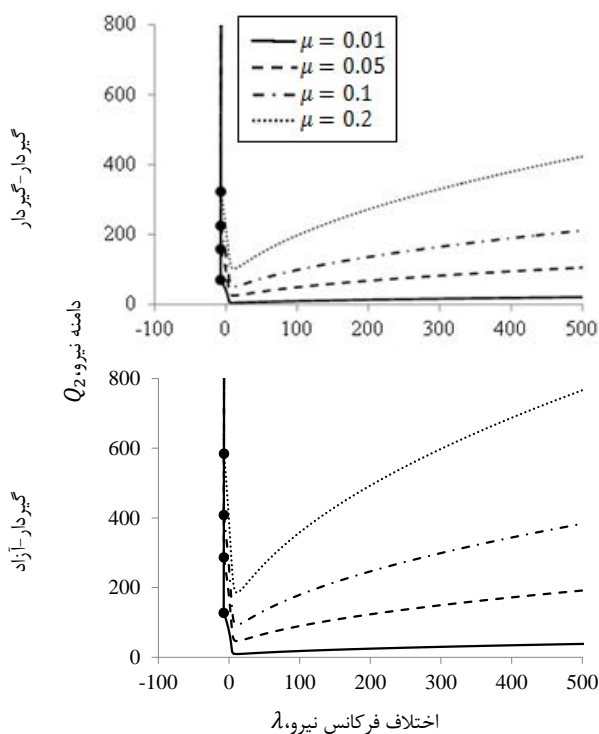 800
μ = 0.01
μ = 0.05
μ = 0.1
μ = 0.2
600
400
200
0
-100 0 100 200 300 400 500
گیردار-گیردار
دامنه نیرو، Q₂
800
600
400
200
0
-100 0 100 200 300 400 500
گیردار-آزاد
اختلاف فرکانس نیرو، λ